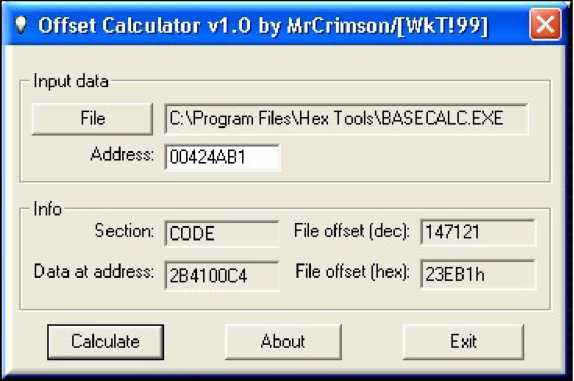 Offset Calculator v1.0 by MrCrimson/[WkT!99]
Input data
File C:\Program Files\Hex Tools\BASECALC.EXE
Address: 00424AB1
Info
Section: CODE File offset (dec): 147121
Data at address: 2B4100C4 File offset (hex): 23EB1h
Calculate About Exit